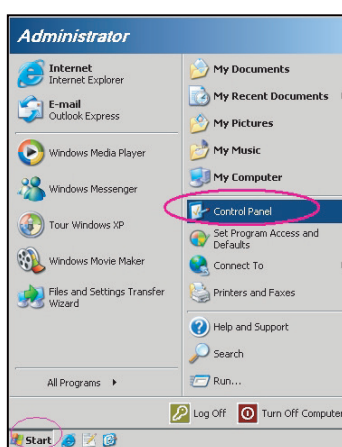 Administrator
Internet
Internet Explorer
E-mail
Outlook Express
Windows Media Player
Windows Messenger
Tour Windows XP
Windows Movie Maker
Files and Settings Transfer
Wizard
All Programs
My Documents
My Recent Documents
My Pictures
My Music
My Computer
Control Panel
Set Program Access and
Defaults
Connect To
Printers and Faxes
Help and Support
Search
Run...
Log Off
Turn Off Computer
Start